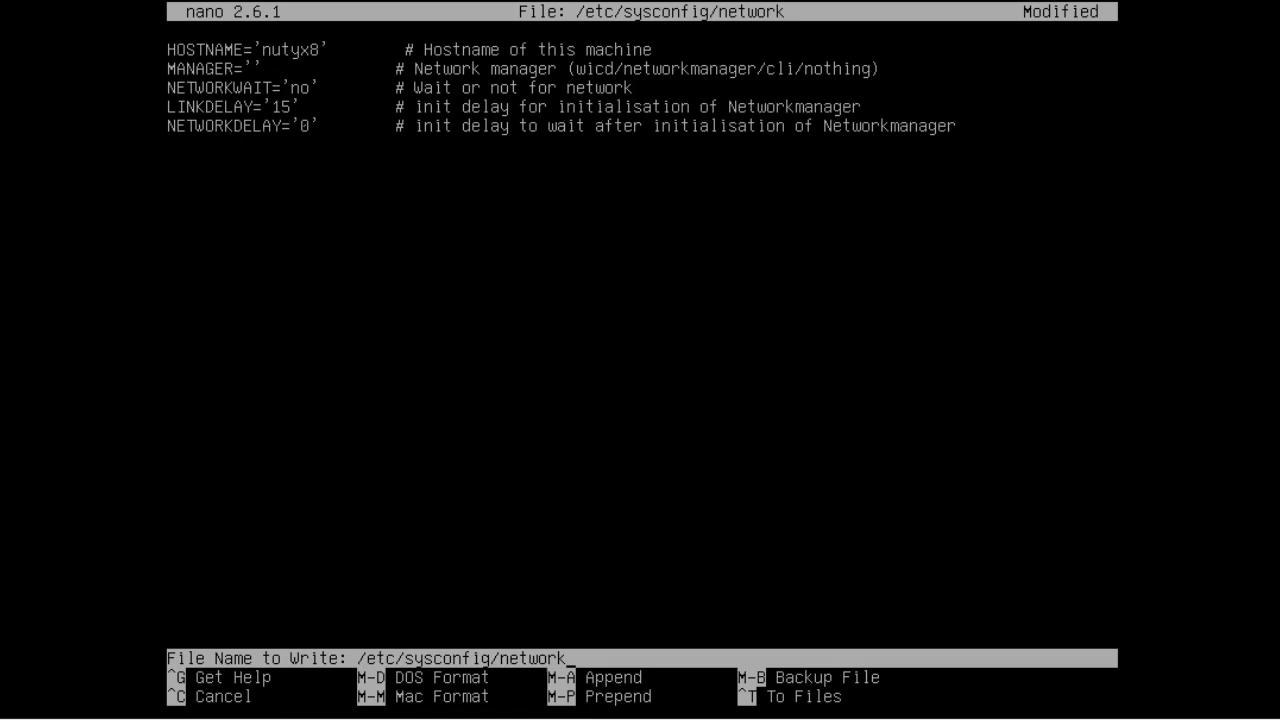 nano 2.6.1 File: /etc/sysconfig/network Modified
HOSTNAME='nutyx8' # Hostname of this machine
MANAGER='' # Network manager (wicd/networkmanager/cli/nothing)
NETWORKWAIT='no' # Wait or not for network
LINKDELAY='15' # init delay for initialisation of Networkmanager
NETWORKDELAY='0' # init delay to wait after initialisation of Networkmanager
File Name to Write: /etc/sysconfig/network_
^G Get Help M-D DOS Format M-A Append M-B Backup File
^C Cancel M-M Mac Format M-P Prepend ^T To Files